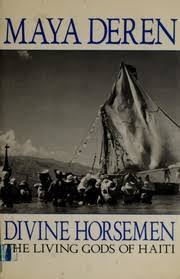 MAYA DEREN
DIVINE HORSEMEN
THE LIVING GODS OF HAITI